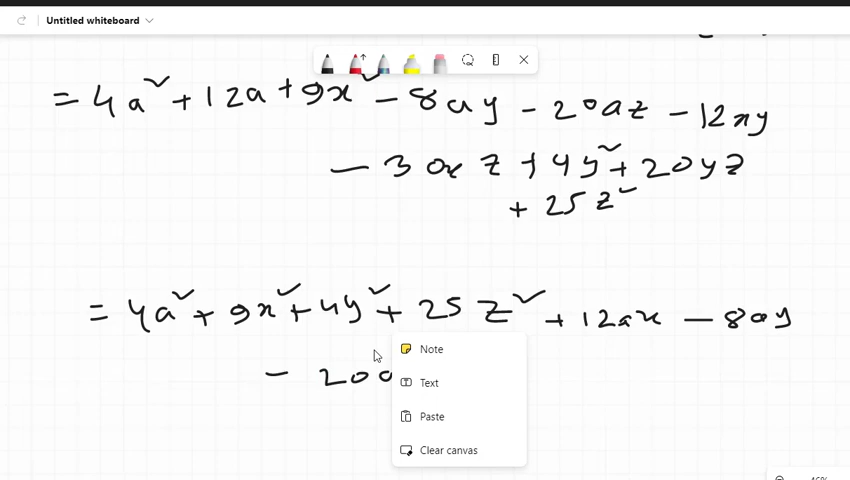 Untitled whiteboard
= 4a² + 12a + 9x² - 8ay - 20az - 12xy
- 30xz + 4y² + 20yz
+ 25z²
= 4a² + 9x² + 4y² + 25z² + 12ax - 8ay
- 20a
Note
Text
Paste
Clear canvas